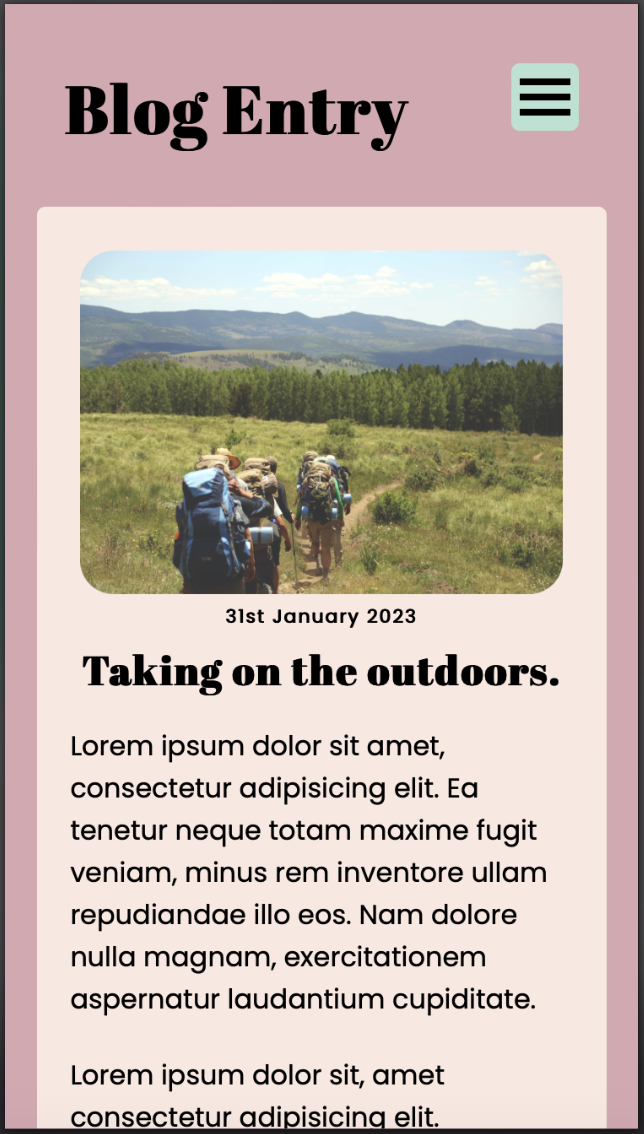 Blog Entry
31st January 2023
Taking on the outdoors.
Lorem ipsum dolor sit amet,
consectetur adipisicing elit. Ea
tenetur neque totam maxime fugit
veniam, minus rem inventore ullam
repudiandae illo eos. Nam dolore
nulla magnam, exercitationem
aspernatur laudantium cupiditate.
Lorem ipsum dolor sit, amet
consectetur adipisicing elit.